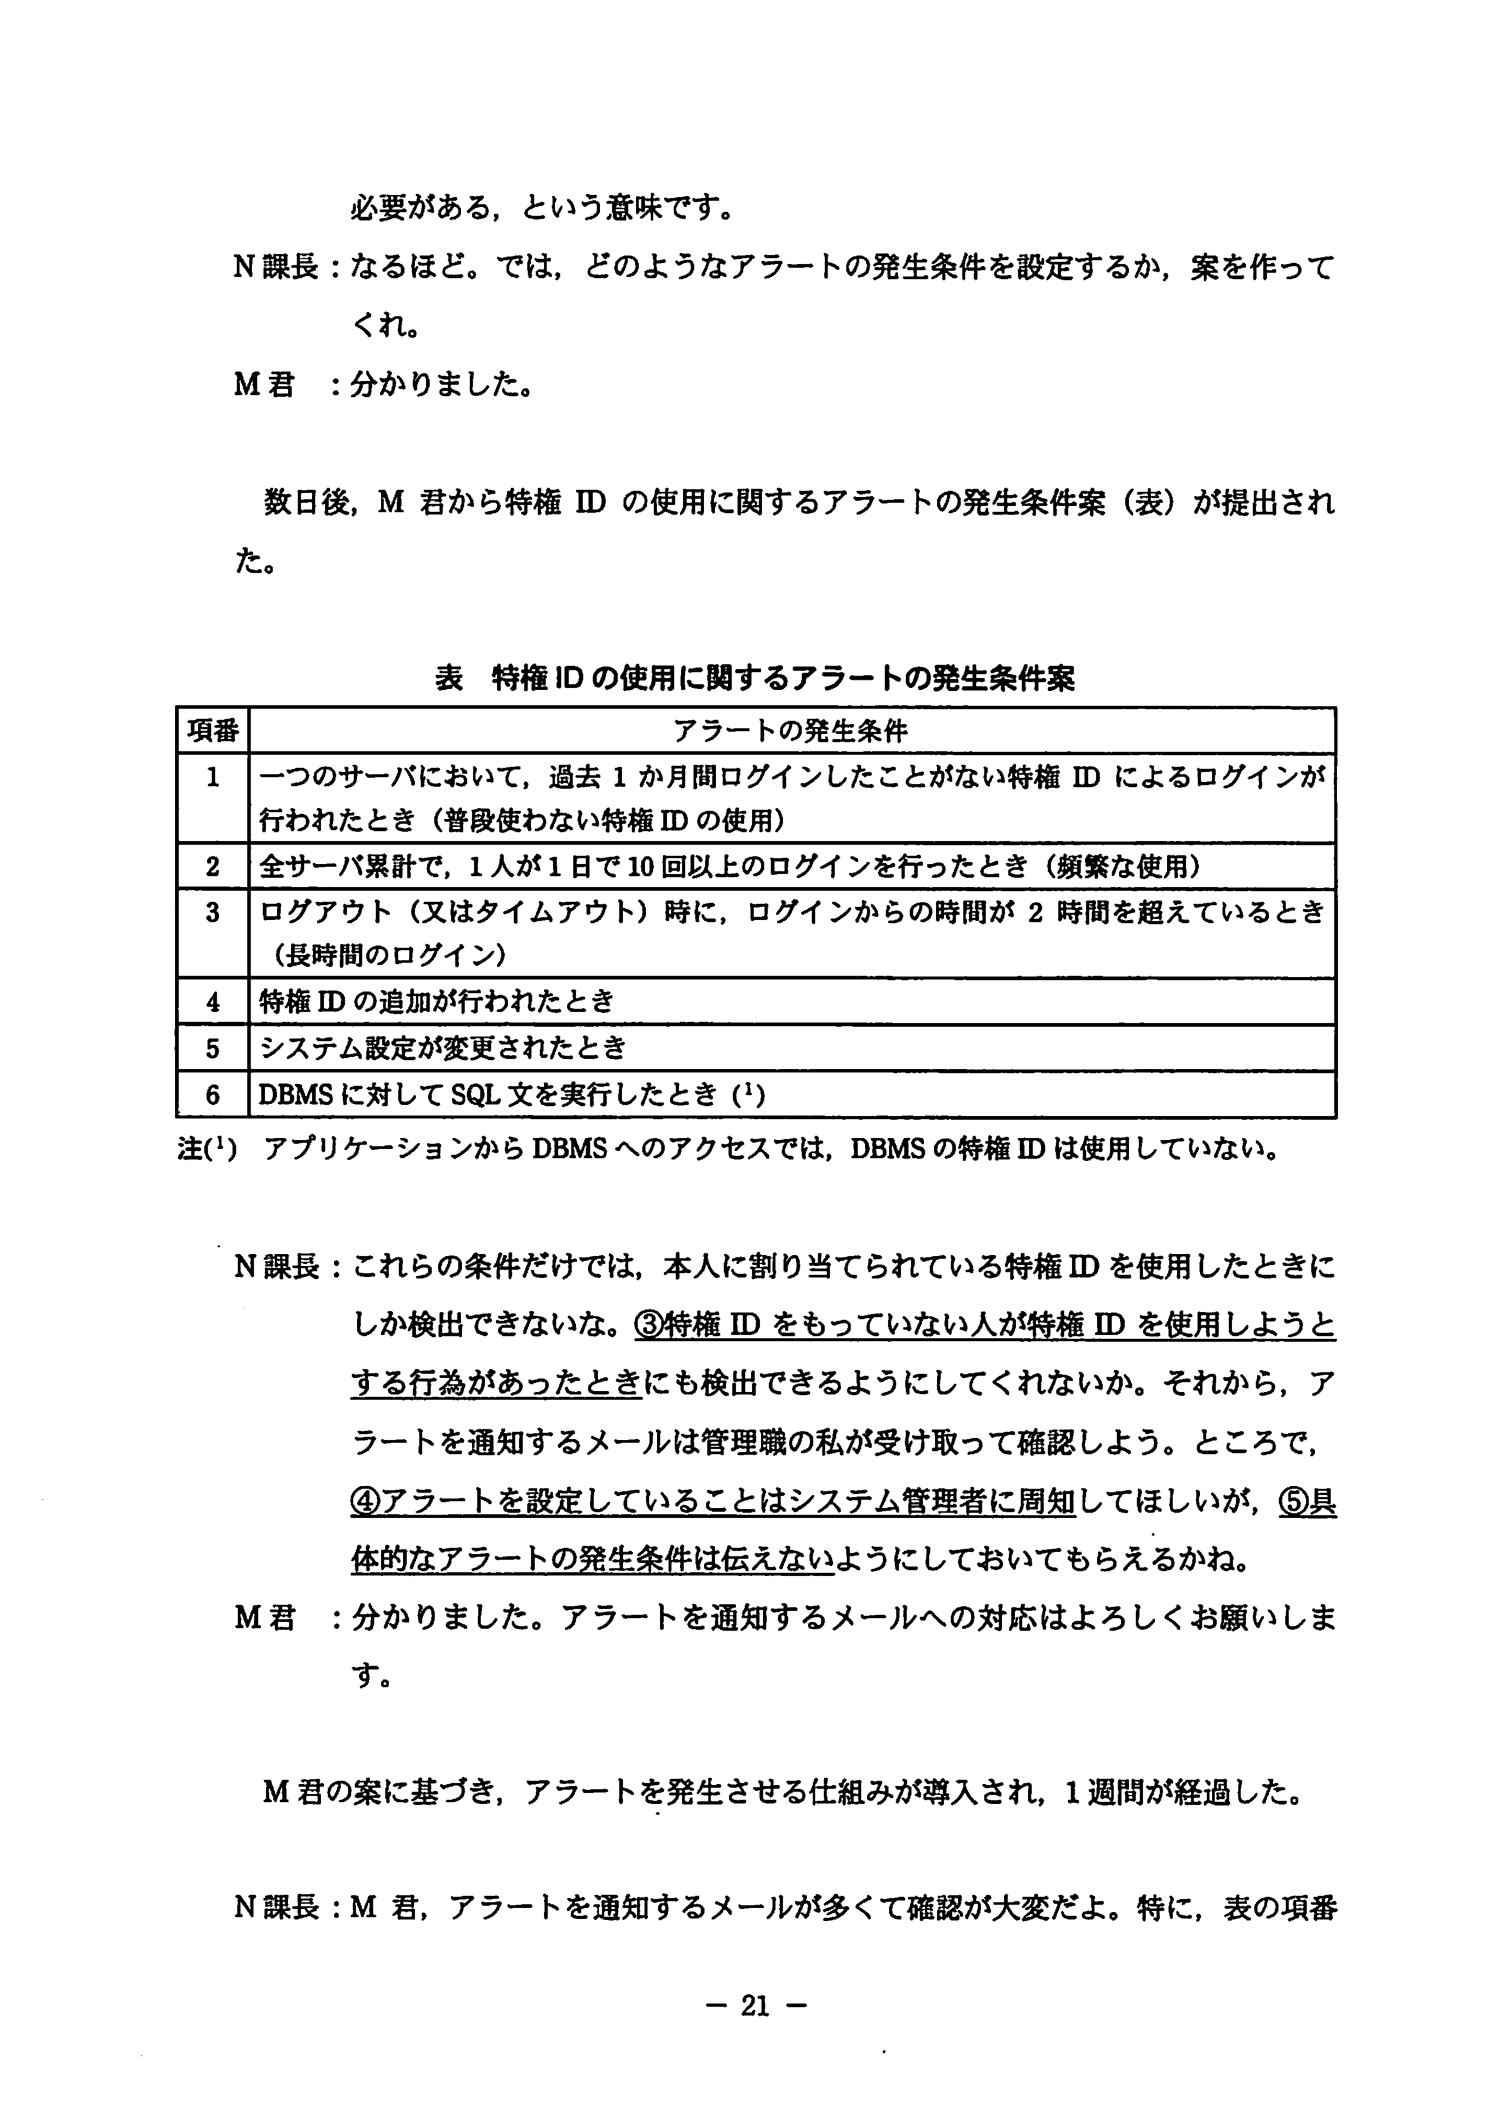 必要がある，という意味です。
N課長：なるほど。では，どのようなアラートの発生条件を設定するか，案を作って
くれ。
M君　：分かりました。
数日後，M 君から特権 ID の使用に関するアラートの発生条件案（表）が提出され
た。
表　特権 ID の使用に関するアラートの発生条件案
項番　アラートの発生条件
1　一つのサーバにおいて，過去 1 か月間ログインしたことがない特権 ID によるログインが
行われたとき（普段使わない特権 ID の使用）
2　全サーバ累計で，1 人が 1 日で 10 回以上のログインを行ったとき（頻繁な使用）
3　ログアウト（又はタイムアウト）時に，ログインからの時間が 2 時間を超えているとき
（長時間のログイン）
4　特権 ID の追加が行われたとき
5　システム設定が変更されたとき
6　DBMS に対して SQL 文を実行したとき（¹）
注(¹)　アプリケーションから DBMS へのアクセスでは，DBMS の特権 ID は使用していない。
N課長：これらの条件だけでは，本人に割り当てられている特権 ID を使用したときに
しか検出できないな。③特権 ID をもっていない人が特権 ID を使用しようと
する行為があったときにも検出できるようにしてくれないか。それから，ア
ラートを通知するメールは管理職の私が受け取って確認しよう。ところで，
④アラートを設定していることはシステム管理者に周知してほしいが，⑤具
体的なアラートの発生条件は伝えないようにしておいてもらえるかね。
M君　：分かりました。アラートを通知するメールへの対応はよろしくお願いしま
す。
M 君の案に基づき，アラートを発生させる仕組みが導入され，1 週間が経過した。
N課長：M 君，アラートを通知するメールが多くて確認が大変だよ。特に，表の項番
－ 21 －